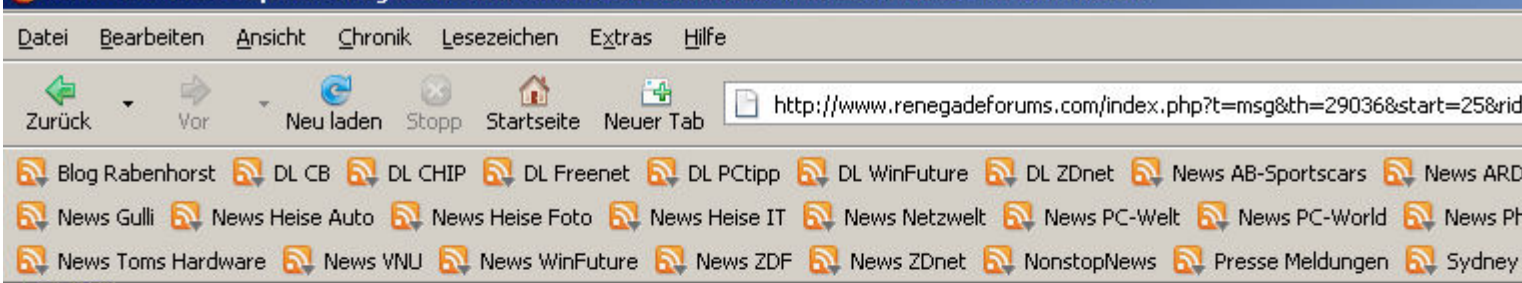 Datei Bearbeiten Ansicht Chronik Lesezeichen Extras Hilfe
Zurück Vor Neu laden Stopp Startseite Neuer Tab http://www.renegadeforums.com/index.php?t=msg&th=29036&start=25&rid
Blog Rabenhorst DL CB DL CHIP DL Freenet DL PCtipp DL WinFuture DL ZDnet News AB-Sportscars News ARD
News Gulli News Heise Auto News Heise Foto News Heise IT News Netzwelt News PC-Welt News PC-World News Ph
News Toms Hardware News VNU News WinFuture News ZDF News ZDnet NonstopNews Presse Meldungen Sydney